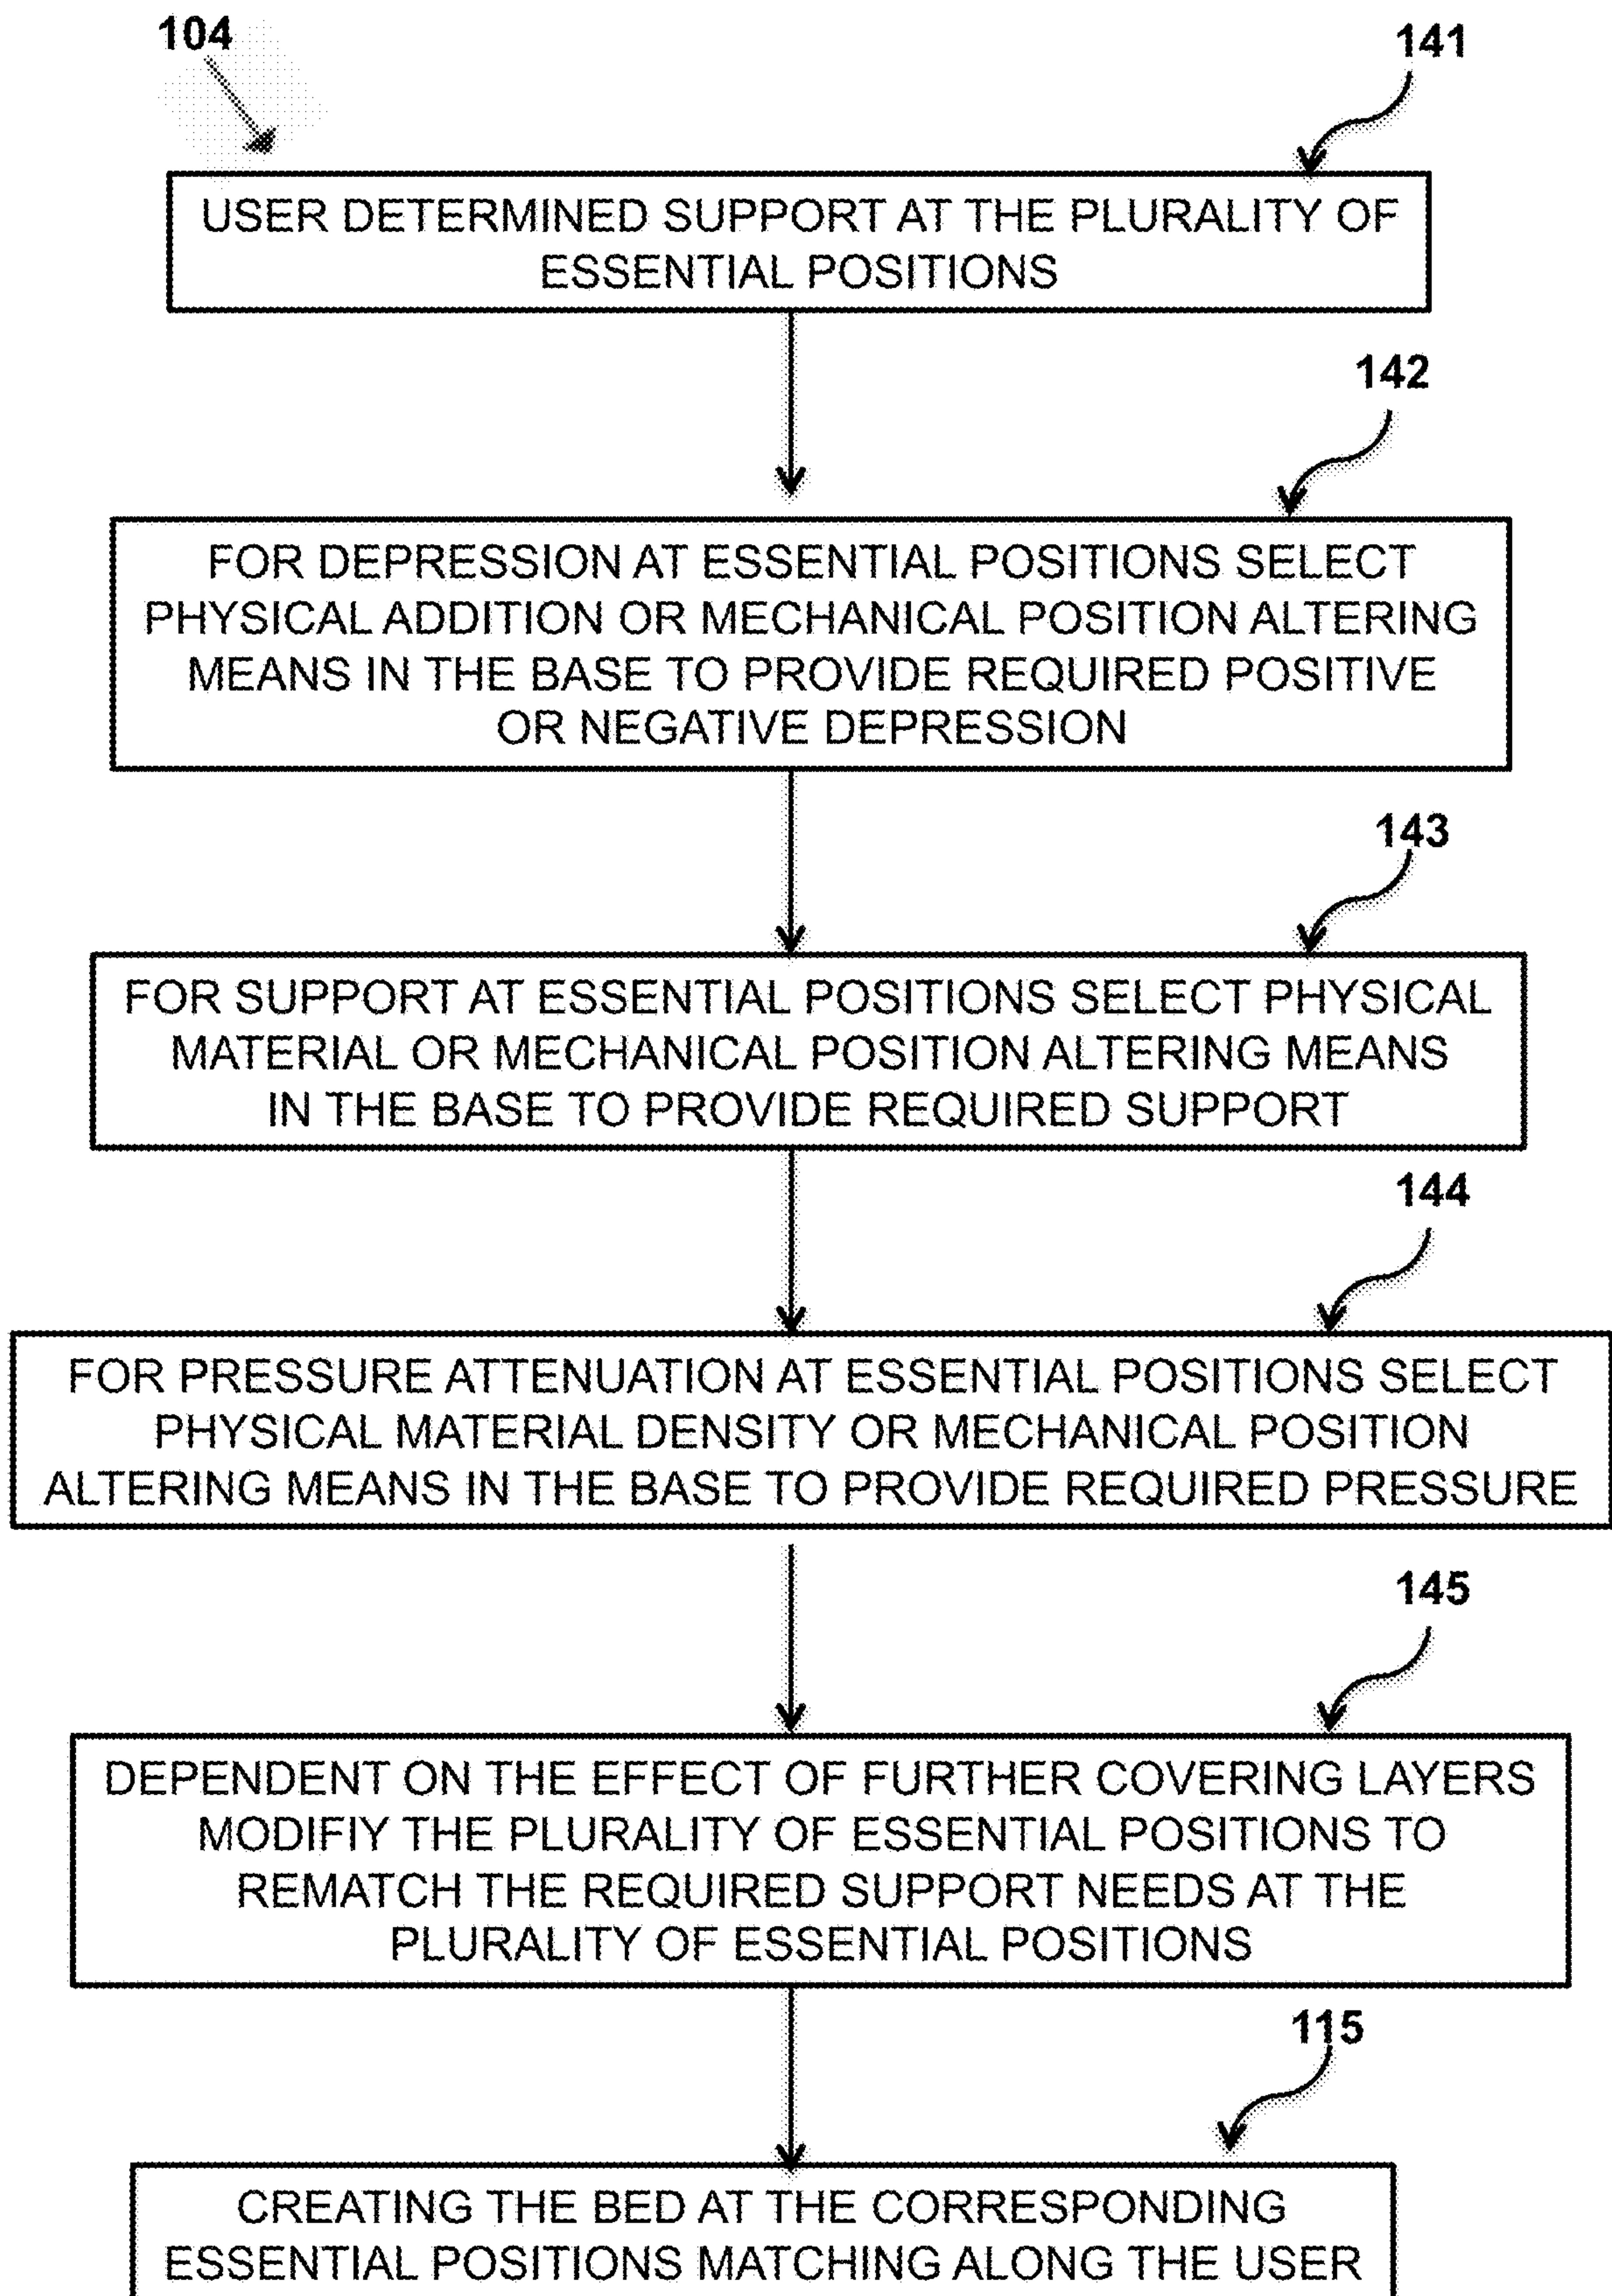 104
141
USER DETERMINED SUPPORT AT THE PLURALITY OF
ESSENTIAL POSITIONS
142
FOR DEPRESSION AT ESSENTIAL POSITIONS SELECT
PHYSICAL ADDITION OR MECHANICAL POSITION ALTERING
MEANS IN THE BASE TO PROVIDE REQUIRED POSITIVE
OR NEGATIVE DEPRESSION
143
FOR SUPPORT AT ESSENTIAL POSITIONS SELECT PHYSICAL
MATERIAL OR MECHANICAL POSITION ALTERING MEANS
IN THE BASE TO PROVIDE REQUIRED SUPPORT
144
FOR PRESSURE ATTENUATION AT ESSENTIAL POSITIONS SELECT
PHYSICAL MATERIAL DENSITY OR MECHANICAL POSITION
ALTERING MEANS IN THE BASE TO PROVIDE REQUIRED PRESSURE
145
DEPENDENT ON THE EFFECT OF FURTHER COVERING LAYERS
MODIFIY THE PLURALITY OF ESSENTIAL POSITIONS TO
REMATCH THE REQUIRED SUPPORT NEEDS AT THE
PLURALITY OF ESSENTIAL POSITIONS
115
CREATING THE BED AT THE CORRESPONDING
ESSENTIAL POSITIONS MATCHING ALONG THE USER